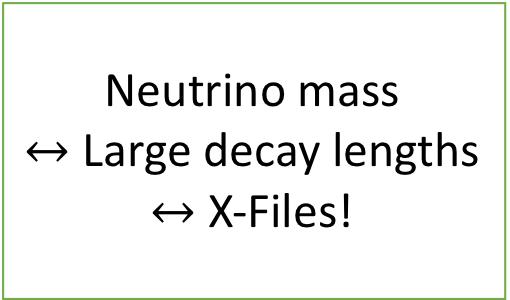 Neutrino mass
↔ Large decay lengths
↔ X-Files!